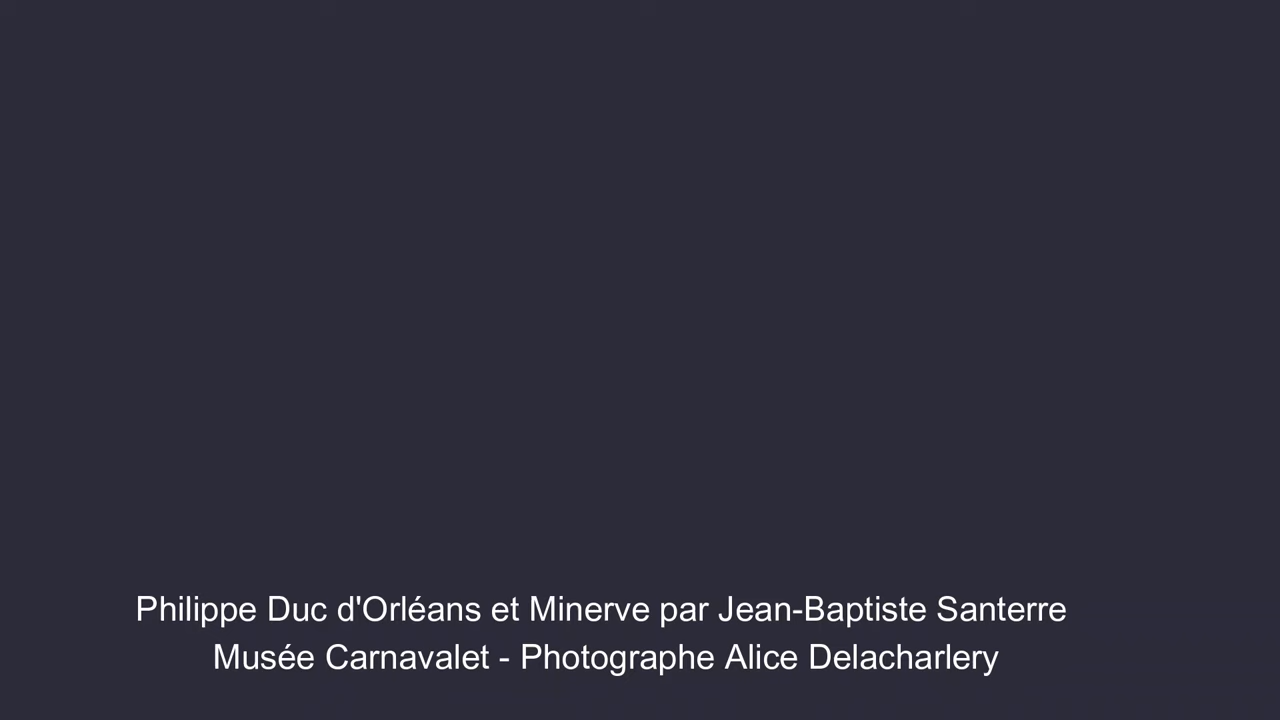 Philippe Duc d'Orléans et Minerve par Jean-Baptiste Santerre
Musée Carnavalet - Photographe Alice Delacharlery